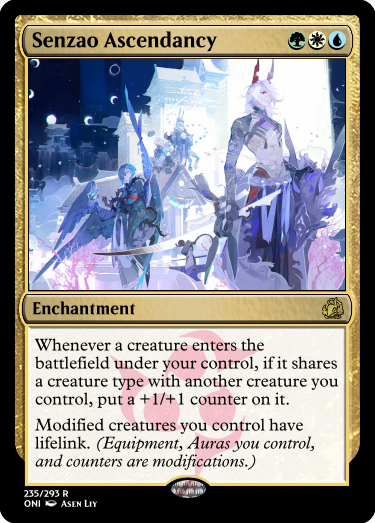 Senzao Ascendancy
Enchantment
Whenever a creature enters the
battlefield under your control, if it shares
a creature type with another creature you
control, put a +1/+1 counter on it.
Modified creatures you control have
lifelink. (Equipment, Auras you control,
and counters are modifications.)
235/293 R
ONI Asen Liy